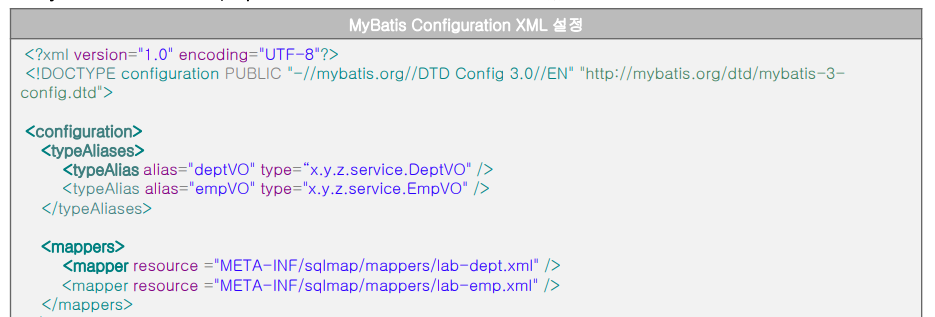 MyBatis Configuration XML 설정
<?xml version="1.0" encoding="UTF-8"?>
<!DOCTYPE configuration PUBLIC "-//mybatis.org//DTD Config 3.0//EN" "http://mybatis.org/dtd/mybatis-3-
config.dtd">
<configuration>
<typeAliases>
<typeAlias alias="deptVO" type=“x.y.z.service.DeptVO" />
<typeAlias alias="empVO" type="x.y.z.service.EmpVO" />
</typeAliases>
<mappers>
<mapper resource ="META-INF/sqlmap/mappers/lab-dept.xml" />
<mapper resource ="META-INF/sqlmap/mappers/lab-emp.xml" />
</mappers>